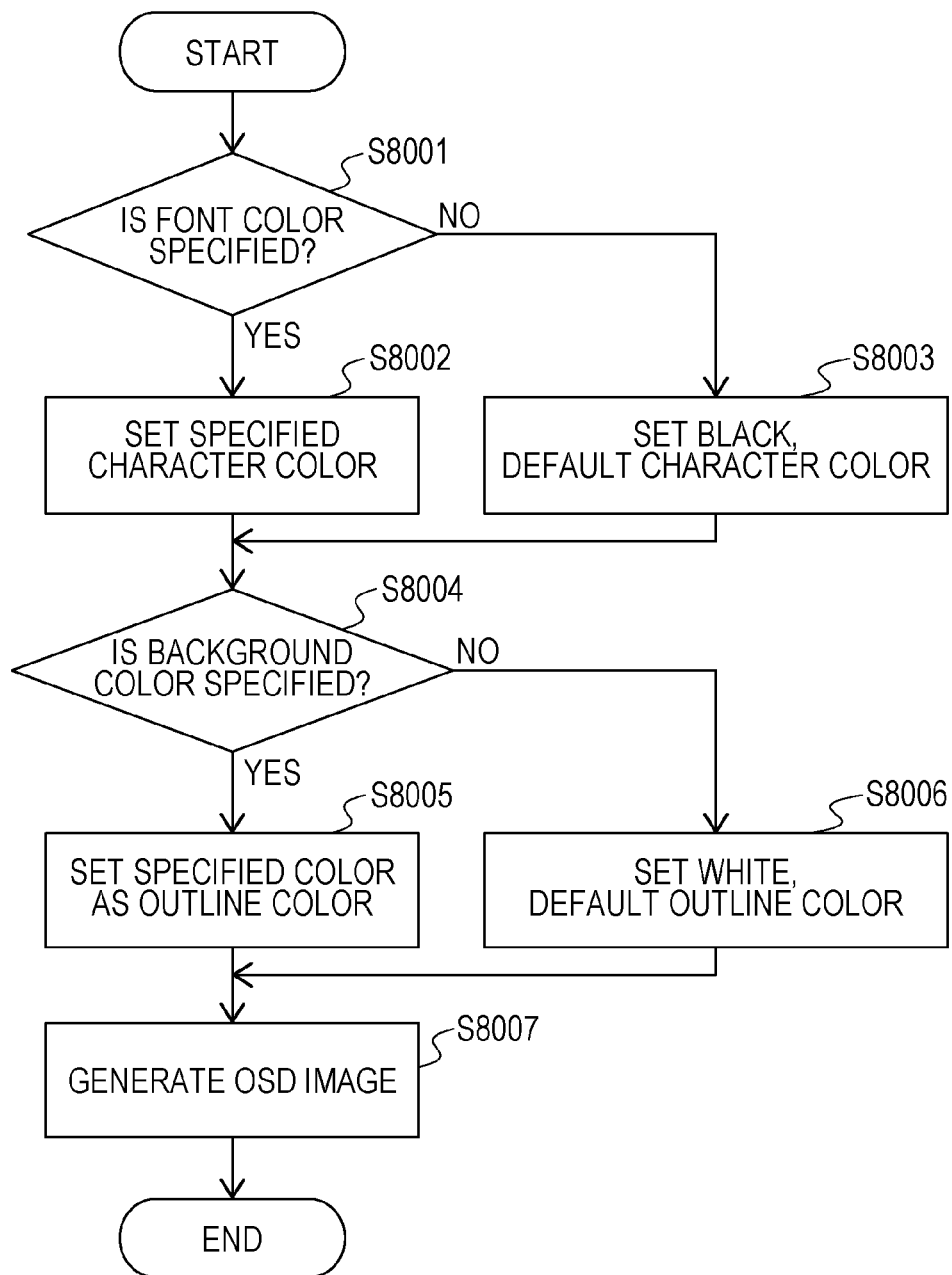 START
S8001
IS FONT COLOR
SPECIFIED?
NO
YES
S8002
S8003
SET SPECIFIED
CHARACTER COLOR
SET BLACK,
DEFAULT CHARACTER COLOR
S8004
IS BACKGROUND
COLOR SPECIFIED?
NO
YES
S8005
S8006
SET SPECIFIED COLOR
AS OUTLINE COLOR
SET WHITE,
DEFAULT OUTLINE COLOR
S8007
GENERATE OSD IMAGE
END